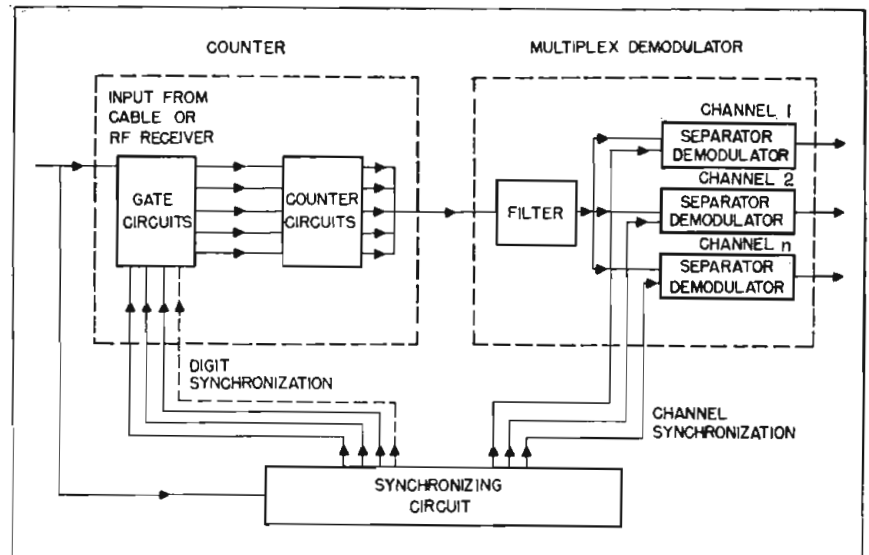 COUNTER
MULTIPLEX DEMODULATOR
INPUT FROM
CABLE OR
RF RECEIVER
GATE
CIRCUITS
COUNTER
CIRCUITS
FILTER
CHANNEL 1
SEPARATOR
DEMODULATOR
CHANNEL 2
SEPARATOR
DEMODULATOR
CHANNEL n
SEPARATOR
DEMODULATOR
DIGIT
SYNCHRONIZATION
CHANNEL
SYNCHRONIZATION
SYNCHRONIZING
CIRCUIT